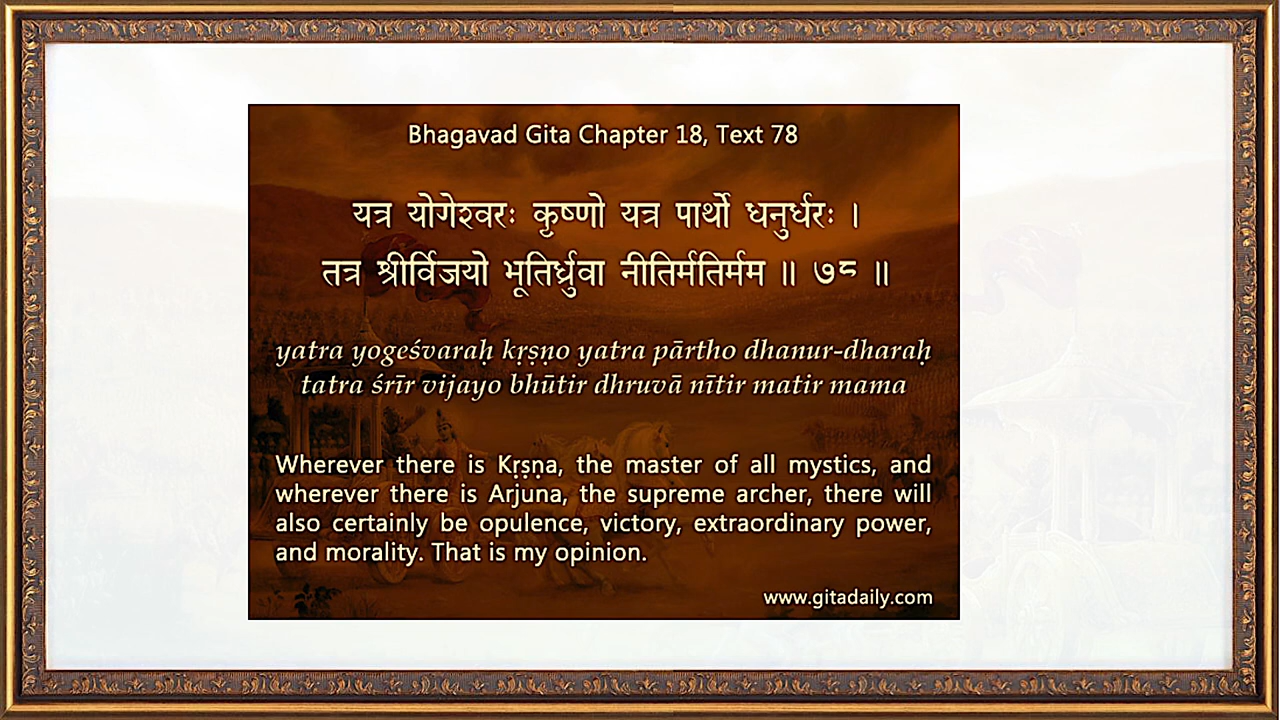 Bhagavad Gita Chapter 18, Text 78
यत्र योगेश्वरः कृष्णो यत्र पार्थो धनुर्धरः ।
तत्र श्रीर्विजयो भूतिर्ध्रुवा नीतिर्मतिर्मम ॥ ७८ ॥
yatra yogeśvaraḥ kṛṣṇo yatra pārtho dhanur-dharaḥ
tatra śrīr vijayo bhūtir dhruvā nītir matir mama
Wherever there is Kṛṣṇa, the master of all mystics, and
wherever there is Arjuna, the supreme archer, there will
also certainly be opulence, victory, extraordinary power,
and morality. That is my opinion.
www.gitadaily.com